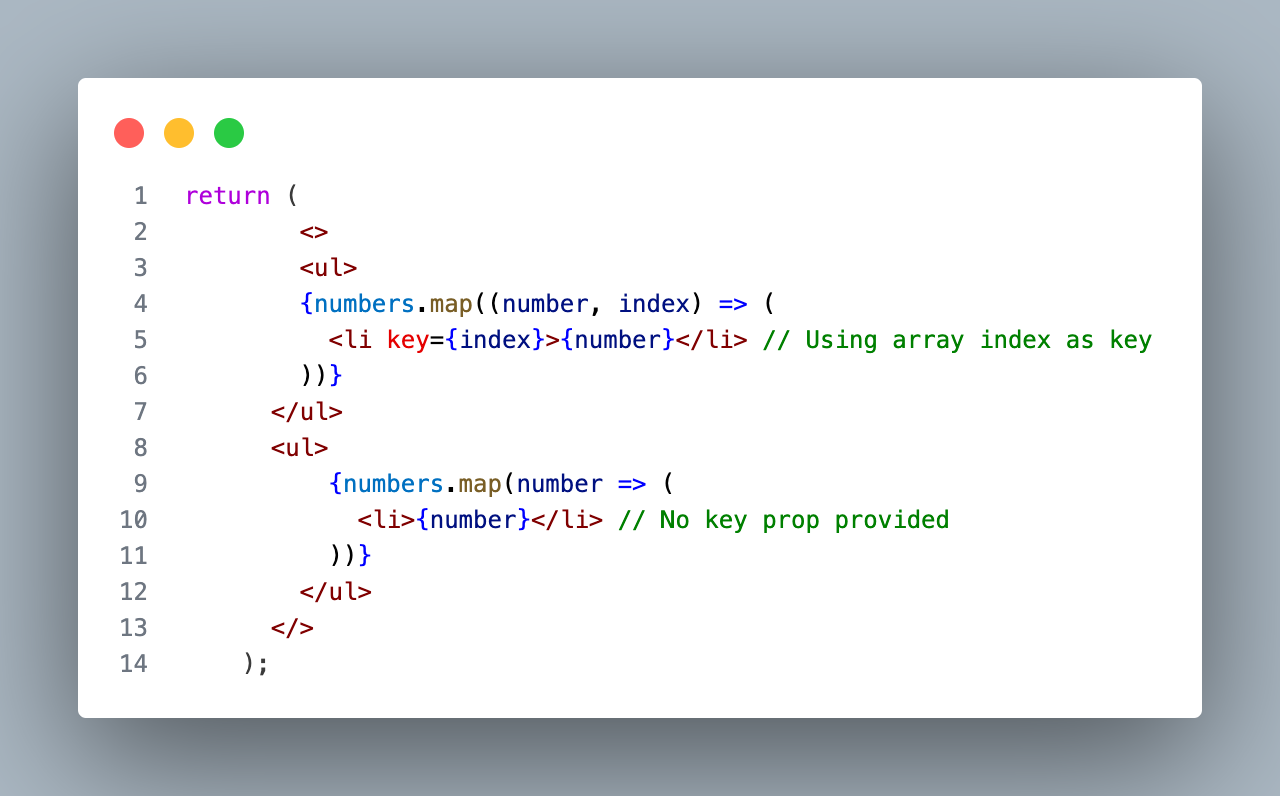 1 return (
2 <>
3 <ul>
4 {numbers.map((number, index) => (
5 <li key={index}>{number}</li> // Using array index as key
6 ))}
7 </ul>
8 <ul>
9 {numbers.map(number => (
10 <li>{number}</li> // No key prop provided
11 ))}
12 </ul>
13 </>
14 );